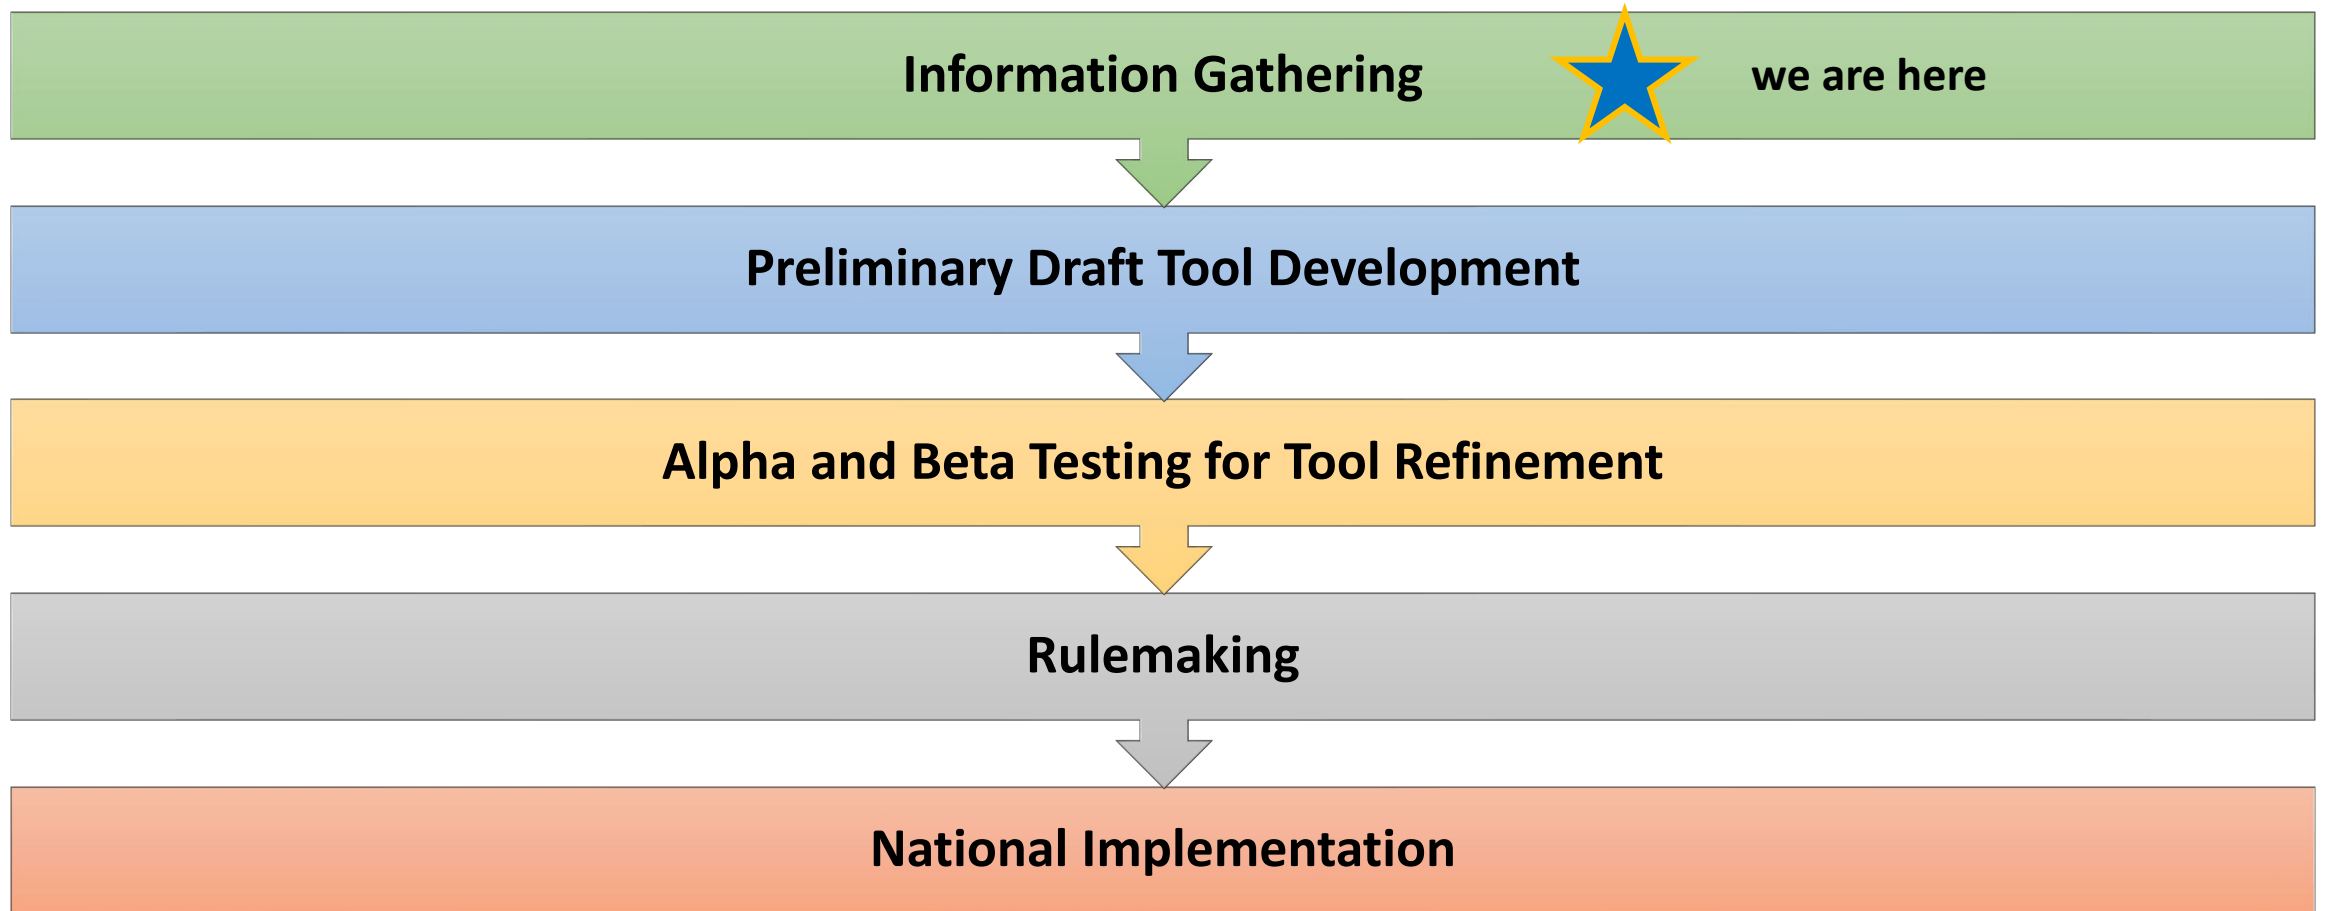 Information Gathering
we are here
Preliminary Draft Tool Development
Alpha and Beta Testing for Tool Refinement
Rulemaking
National Implementation